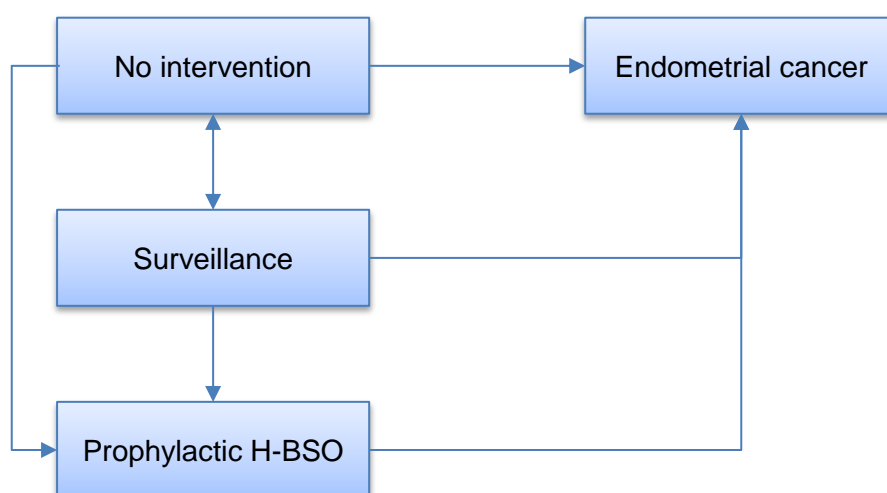 No intervention
Endometrial cancer
Surveillance
Prophylactic H-BSO